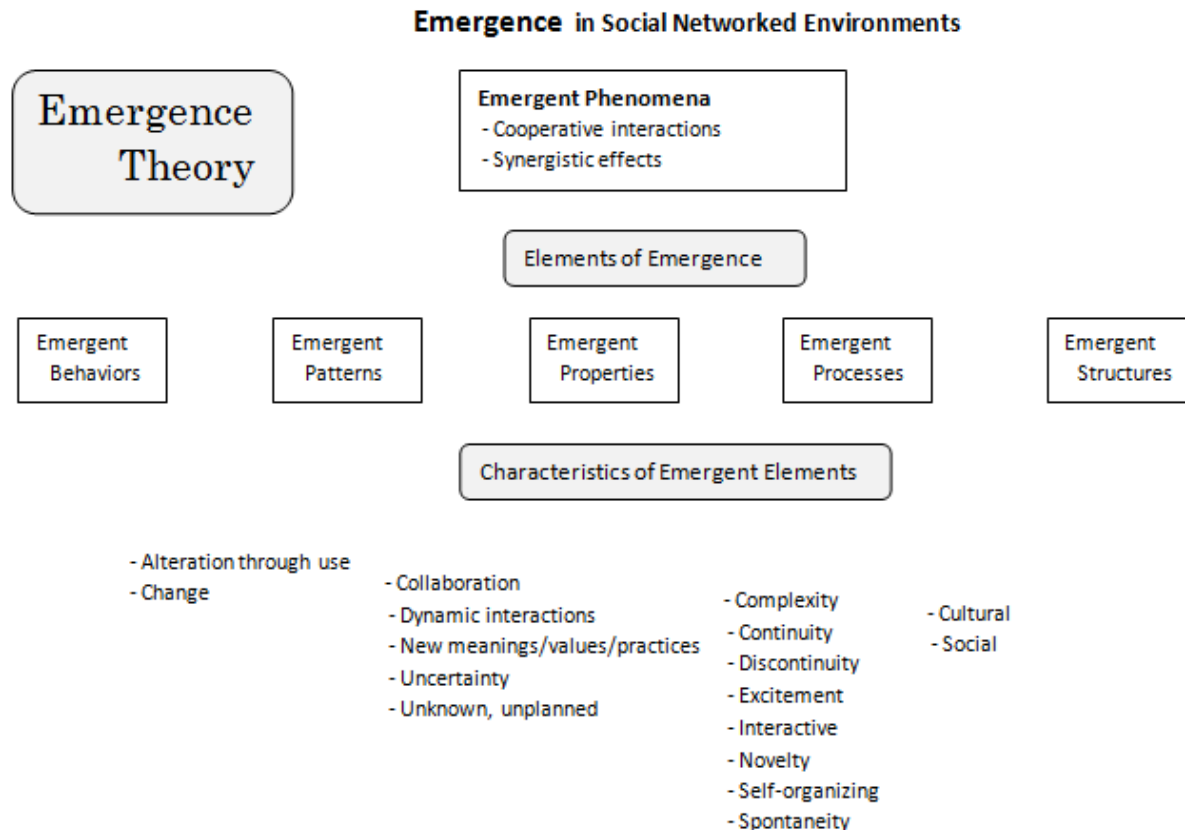 Emergence in Social Networked Environments
Emergence
Theory
Emergent Phenomena
- Cooperative interactions
- Synergistic effects
Elements of Emergence
Emergent
Behaviors
Emergent
Patterns
Emergent
Properties
Emergent
Processes
Emergent
Structures
Characteristics of Emergent Elements
- Alteration through use
- Change
- Collaboration
- Dynamic interactions
- New meanings/values/practices
- Uncertainty
- Unknown, unplanned
- Complexity
- Continuity
- Discontinuity
- Excitement
- Interactive
- Novelty
- Self-organizing
- Spontaneity
- Cultural
- Social